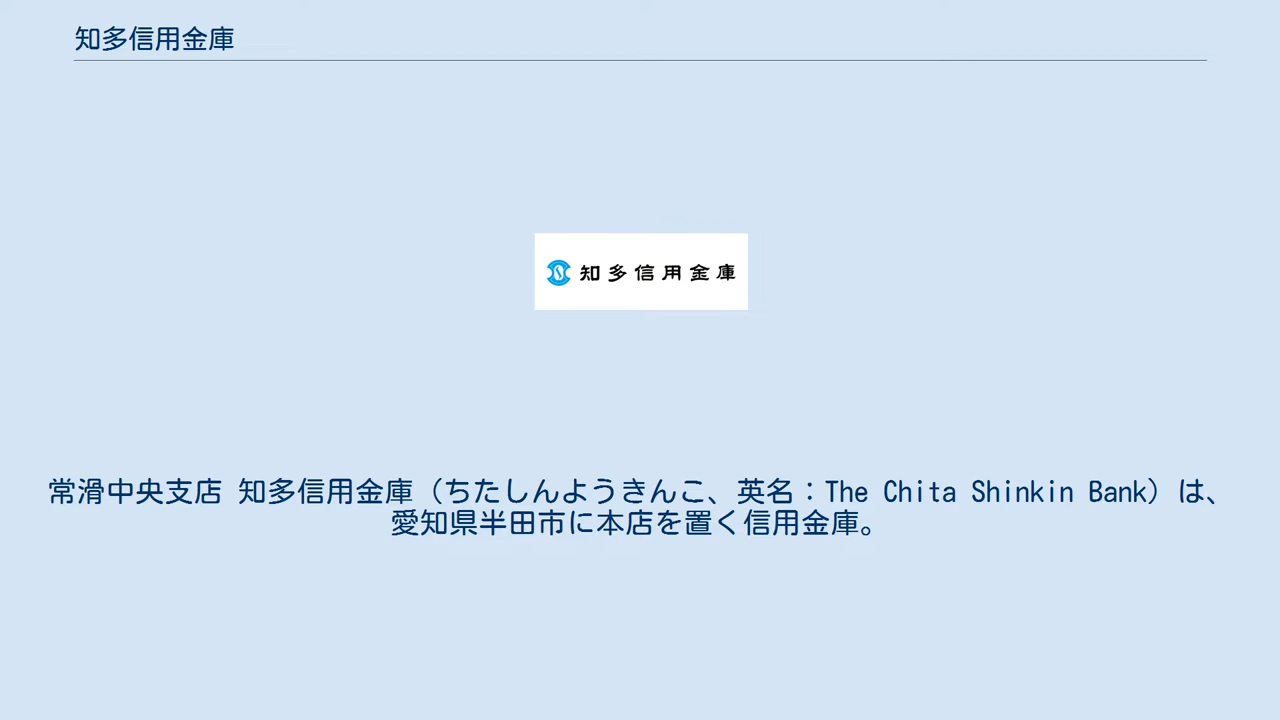 知多信用金庫
知多信用金庫
常滑中央支店 知多信用金庫（ちたしんようきんこ、英名：The Chita Shinkin Bank）は、
愛知県半田市に本店を置く信用金庫。